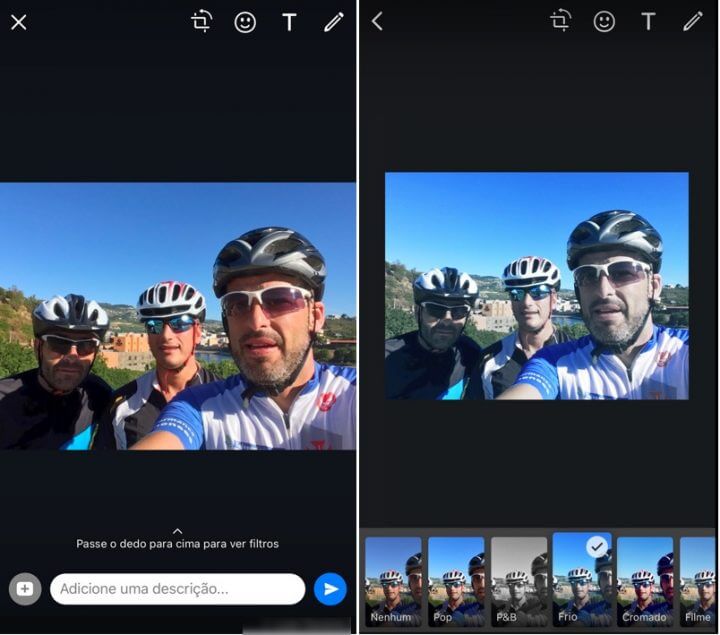 T
T
Passe o dedo para cima para ver filtros
Adicione uma descrição...
Nenhum
Pop
P&B
Frio
Cromado
Filme